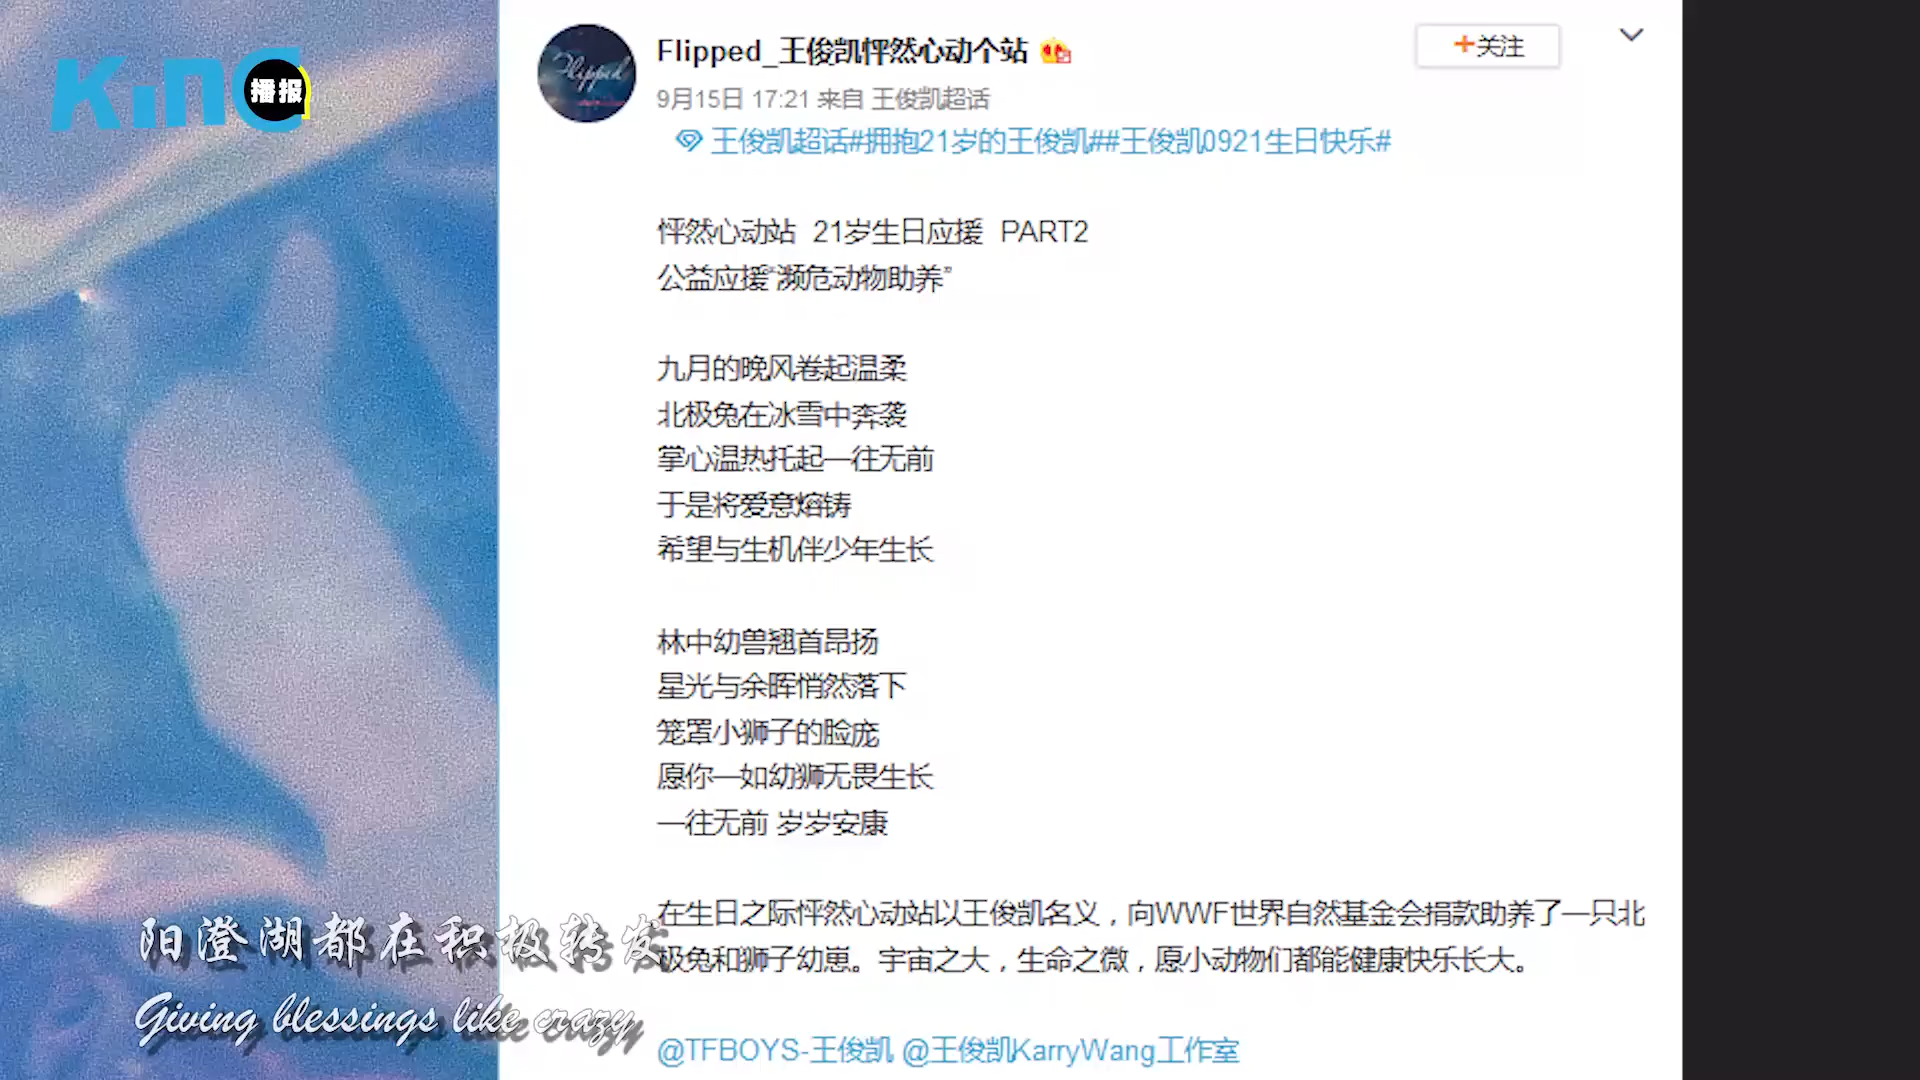 KinG
播报
Flipped_王俊凯怦然心动个站
+关注
9月15日 17:21 来自 王俊凯超话
王俊凯超话#拥抱21岁的王俊凯##王俊凯0921生日快乐#
怦然心动站 21岁生日应援 PART2
公益应援“濒危动物助养”
九月的晚风卷起温柔
北极兔在冰雪中奔袭
掌心温热托起一往无前
于是将爱意熔铸
希望与生机伴少年生长
林中幼兽翘首昂扬
星光与余晖悄然落下
笼罩小狮子的脸庞
愿你一如幼狮无畏生长
一往无前 岁岁安康
在生日之际怦然心动站以王俊凯名义，向WWF世界自然基金会捐款助养了一只北
极兔和狮子幼崽。宇宙之大，生命之微，愿小动物们都能健康快乐长大。
@TFBOYS-王俊凯 @王俊凯KarryWang工作室
阳澄湖都在积极转发
Giving blessings like crazy